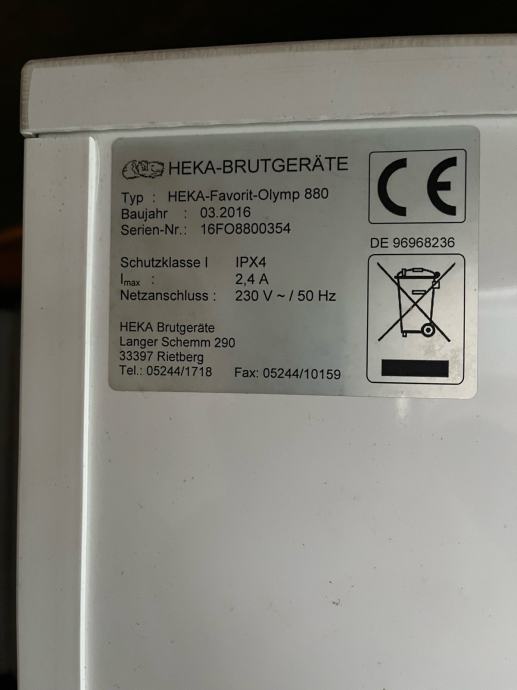 HEKA-BRUTGERÄTE
Typ : HEKA-Favorit-Olymp 880
Baujahr : 03.2016
Serien-Nr.: 16FO8800354
CE
DE 96968236
Schutzklasse I IPX4
Imax : 2,4 A
Netzanschluss : 230 V ~ / 50 Hz
HEKA Brutgeräte
Langer Schemm 290
33397 Rietberg
Tel.: 05244/1718 Fax: 05244/10159